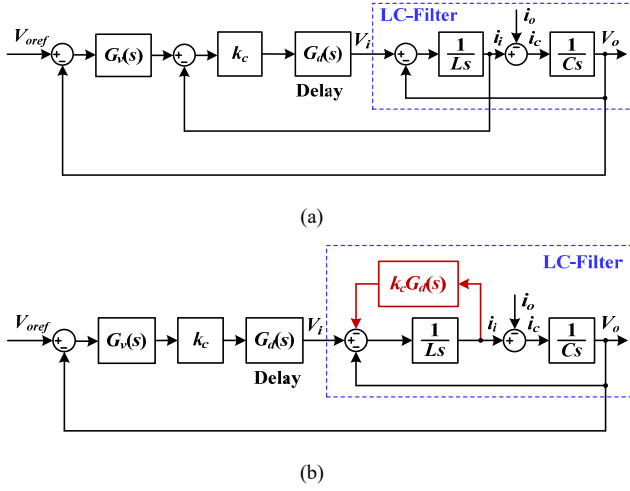 LC-Filter
V_oref + − G_v(s) + − k_c G_d(s) V_i + − 1/Ls i_i i_o − + i_c 1/Cs V_o
Delay
(a)
LC-Filter
k_cG_d(s)
V_oref + − G_v(s) k_c G_d(s) V_i + − − 1/Ls i_i i_o − + i_c 1/Cs V_o
Delay
(b)